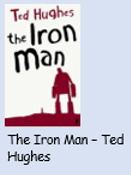 Ted Hughes
the Iron
man
The Iron Man – Ted
Hughes